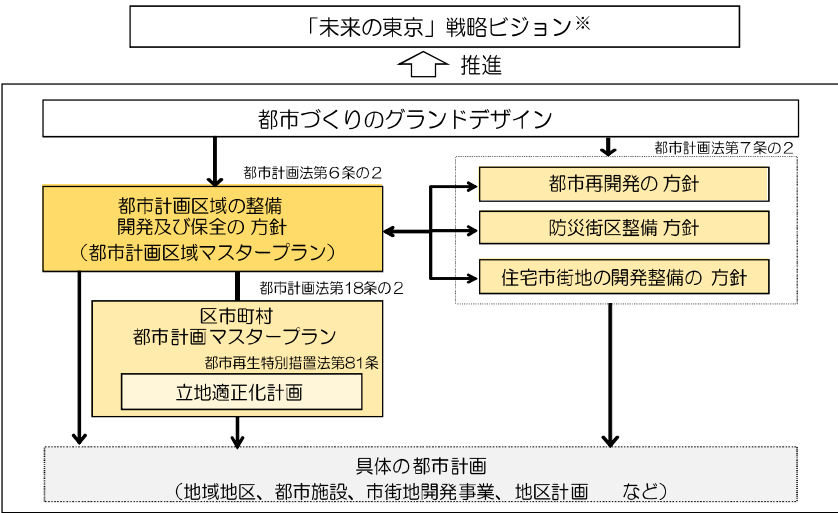 「未来の東京」戦略ビジョン※
推進
都市づくりのグランドデザイン
都市計画法第7条の2
都市計画法第6条の2
都市計画区域の整備
開発及び保全の 方針
（都市計画区域マスタープラン）
都市再開発の 方針
防災街区整備 方針
住宅市街地の開発整備の 方針
都市計画法第18条の2
区市町村
都市計画マスタープラン
都市再生特別措置法第81条
立地適正化計画
具体の都市計画
（地域地区、都市施設、市街地開発事業、地区計画　など）